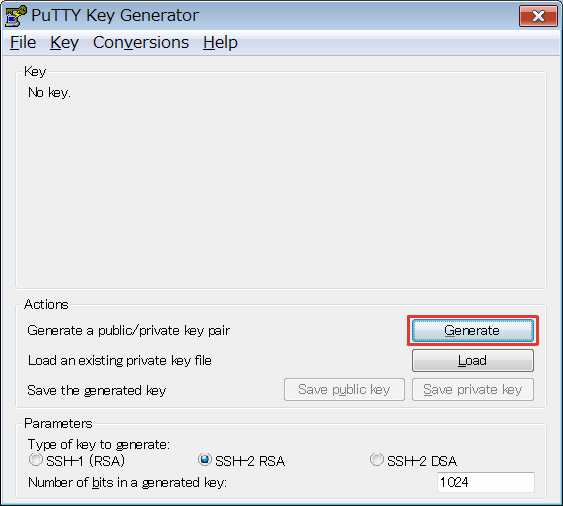 PuTTY Key Generator
File Key Conversions Help
Key
No key.
Actions
Generate a public/private key pair Generate
Load an existing private key file Load
Save the generated key Save public key Save private key
Parameters
Type of key to generate:
SSH-1 (RSA) SSH-2 RSA SSH-2 DSA
Number of bits in a generated key: 1024